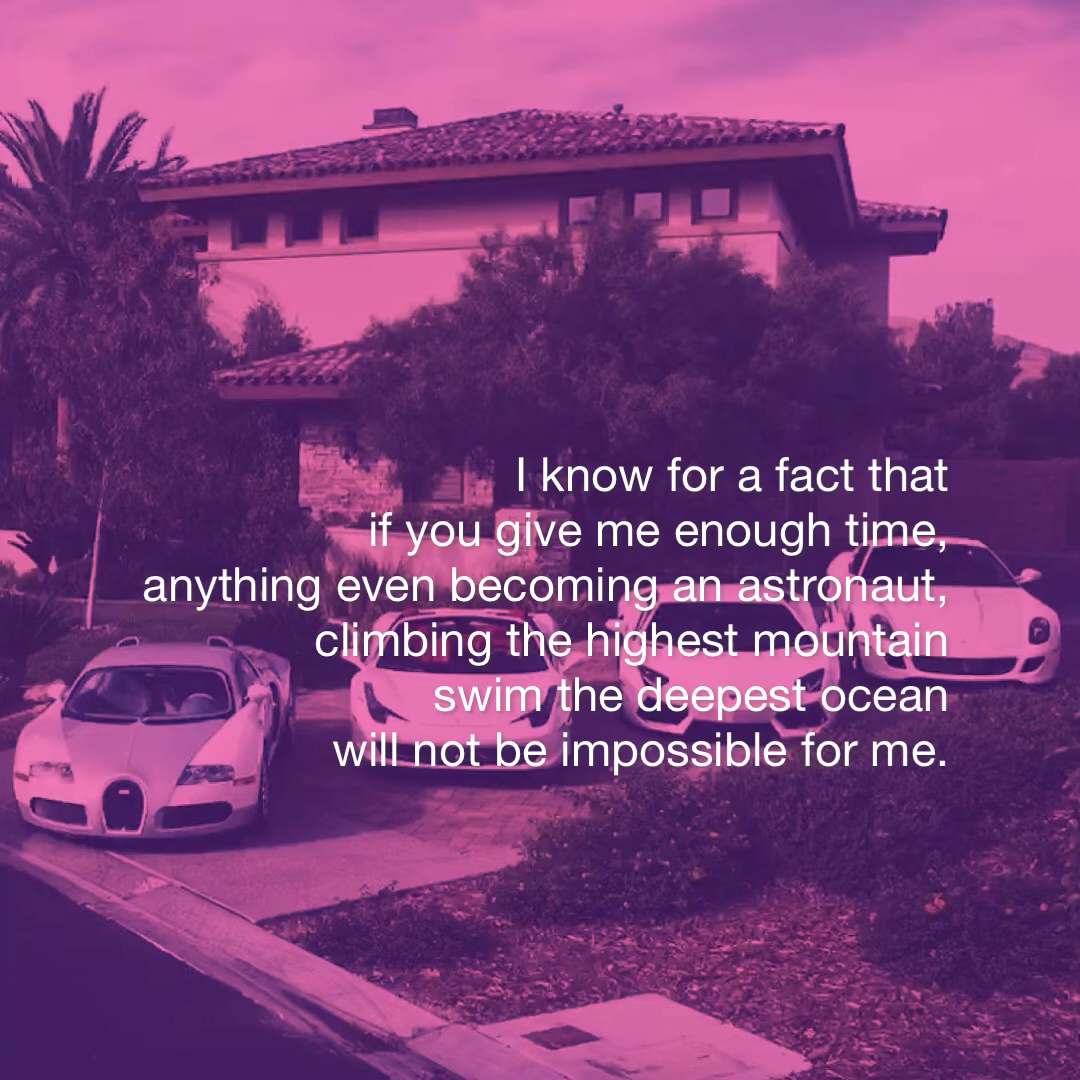 I know for a fact that
if you give me enough time,
anything even becoming an astronaut,
climbing the highest mountain
swim the deepest ocean
will not be impossible for me.